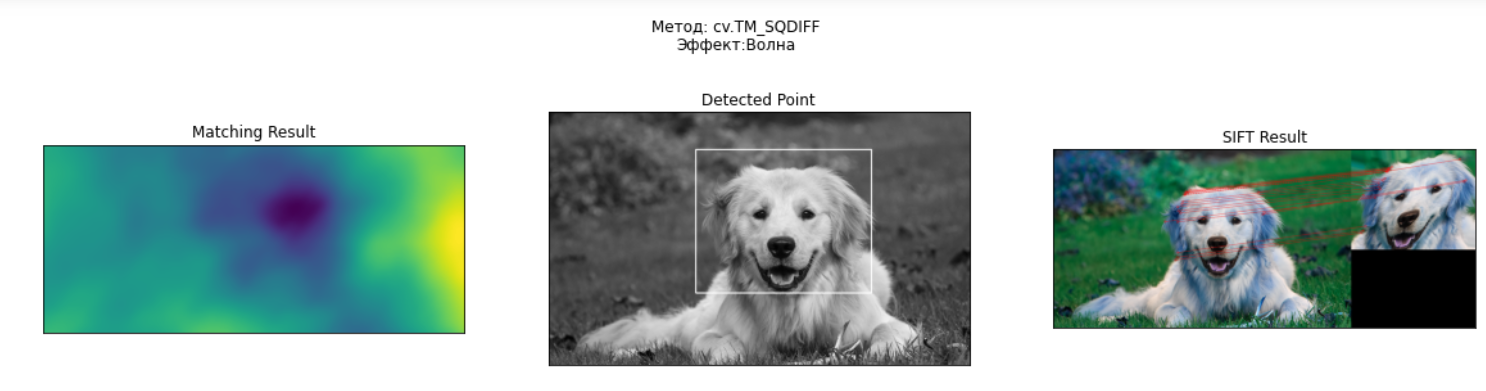 Метод: cv.TM_SQDIFF
Эффект:Волна
Matching Result
Detected Point
SIFT Result